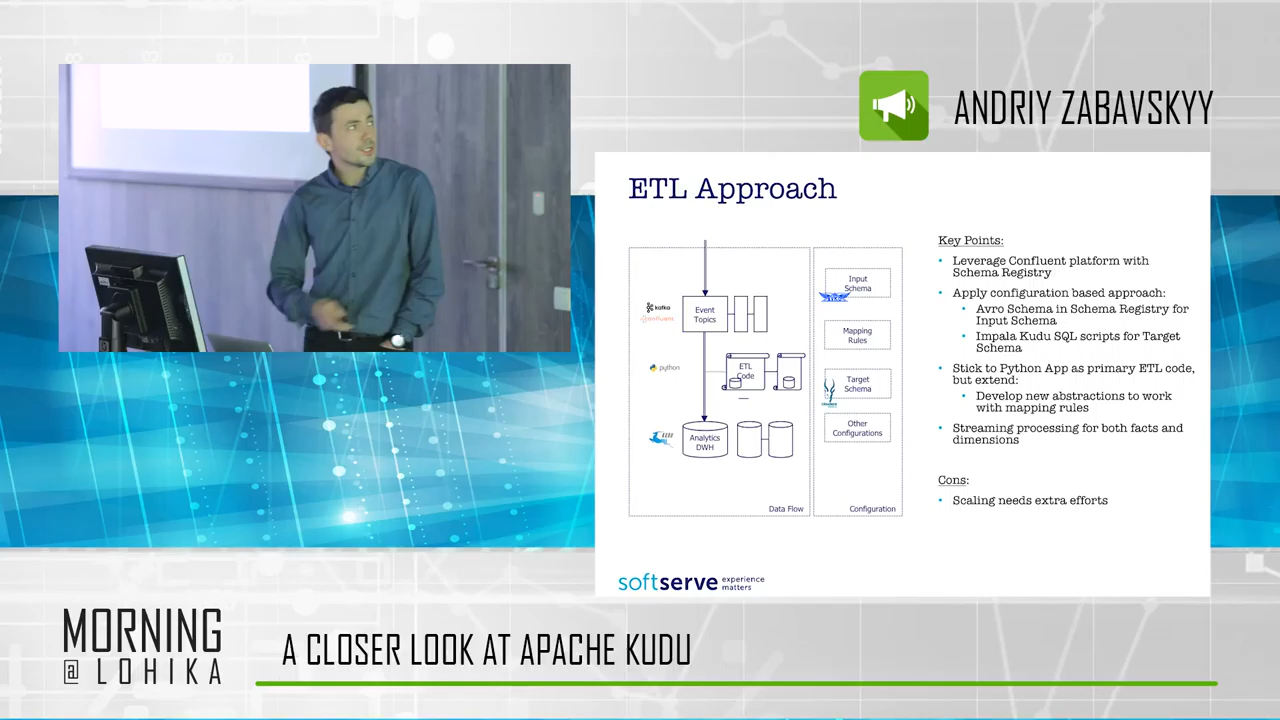 ANDRIY ZABAVSKYY
ETL Approach
kafka
confluent
Event
Topics
python
ETL
Code
Analytics
DWH
Data Flow
Input
Schema
Mapping
Rules
Target
Schema
Other
Configurations
Configuration
Key Points:
• Leverage Confluent platform with
Schema Registry
• Apply configuration based approach:
• Avro Schema in Schema Registry for
Input Schema
• Impala Kudu SQL scripts for Target
Schema
• Stick to Python App as primary ETL code,
but extend:
• Develop new abstractions to work
with mapping rules
• Streaming processing for both facts and
dimensions
Cons:
• Scaling needs extra efforts
softserve experience
matters
MORNING
@ LOHIKA
A CLOSER LOOK AT APACHE KUDU